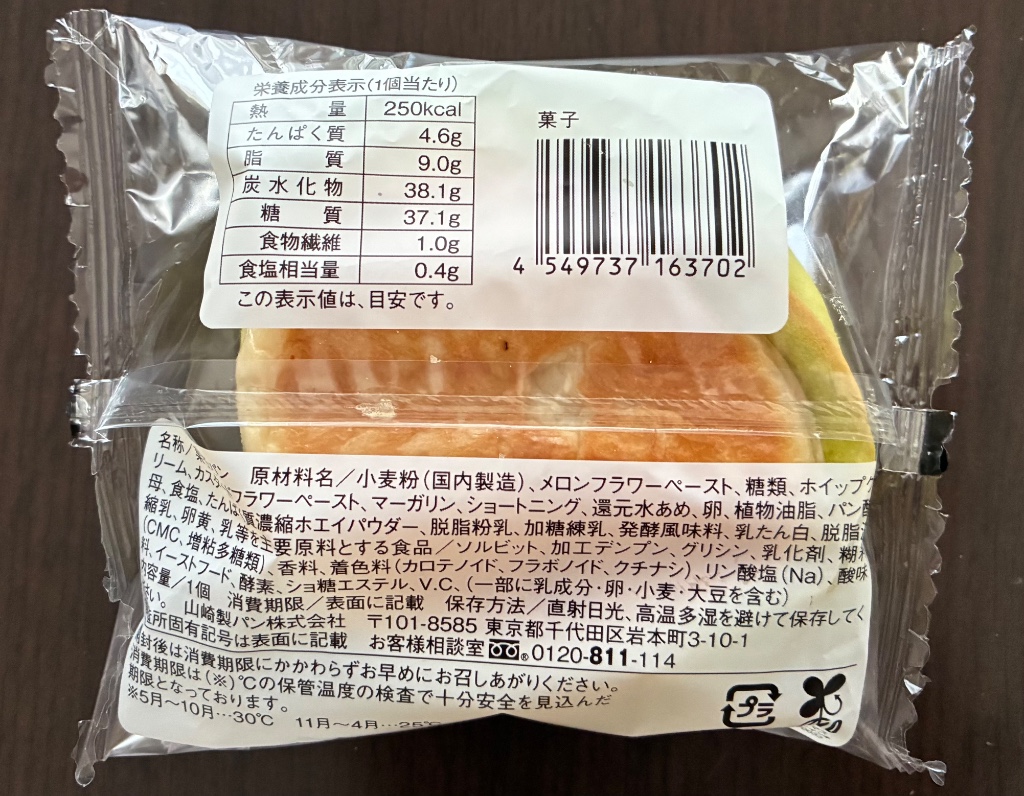 栄養成分表示(1個当たり)
熱量 250kcal
たんぱく質 4.6g
脂質 9.0g
炭水化物 38.1g
糖質 37.1g
食物繊維 1.0g
食塩相当量 0.4g
この表示値は、目安です。
菓子
4 549737 163702
名称/ パン 原材料名/小麦粉(国内製造)、メロンフラワーペースト、糖類、ホイップ
リーム、カスタ フラワーペースト、マーガリン、ショートニング、還元水あめ、卵、植物油脂、パン
母、食塩、たんぱ 質濃縮ホエイパウダー、脱脂粉乳、加糖練乳、発酵風味料、乳たん白、脱脂
縮乳、卵黄、乳等を主要原料とする食品/ソルビット、加工デンプン、グリシン、乳化剤、糊
(CMC、増粘多糖類)、香料、着色料(カロテノイド、フラボノイド、クチナシ)、リン酸塩(Na)、酸味
料、イーストフード、酵素、ショ糖エステル、V.C.、(一部に乳成分・卵・小麦・大豆を含む)
内容量/1個 消費期限/表面に記載 保存方法/直射日光、高温多湿を避けて保存してく
さい。 山崎製パン株式会社 〒101-8585 東京都千代田区岩本町3-10-1
所固有記号は表面に記載 お客様相談室 ® 0120-811-114
封後は消費期限にかかわらずお早めにお召しあがりください。
消費期限は(※)℃の保管温度の検査で十分安全を見込んだ
期限となっております。
※5月～10月…30℃ 11月～4月…25℃
プラ